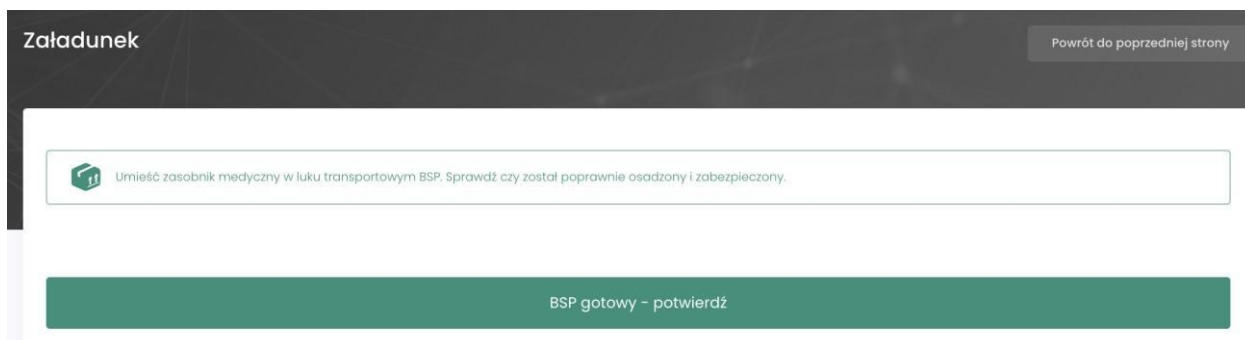 Załadunek
Powrót do poprzedniej strony
Umieść zasobnik medyczny w luku transportowym BSP. Sprawdź czy został poprawnie osadzony i zabezpieczony.
BSP gotowy - potwierdź